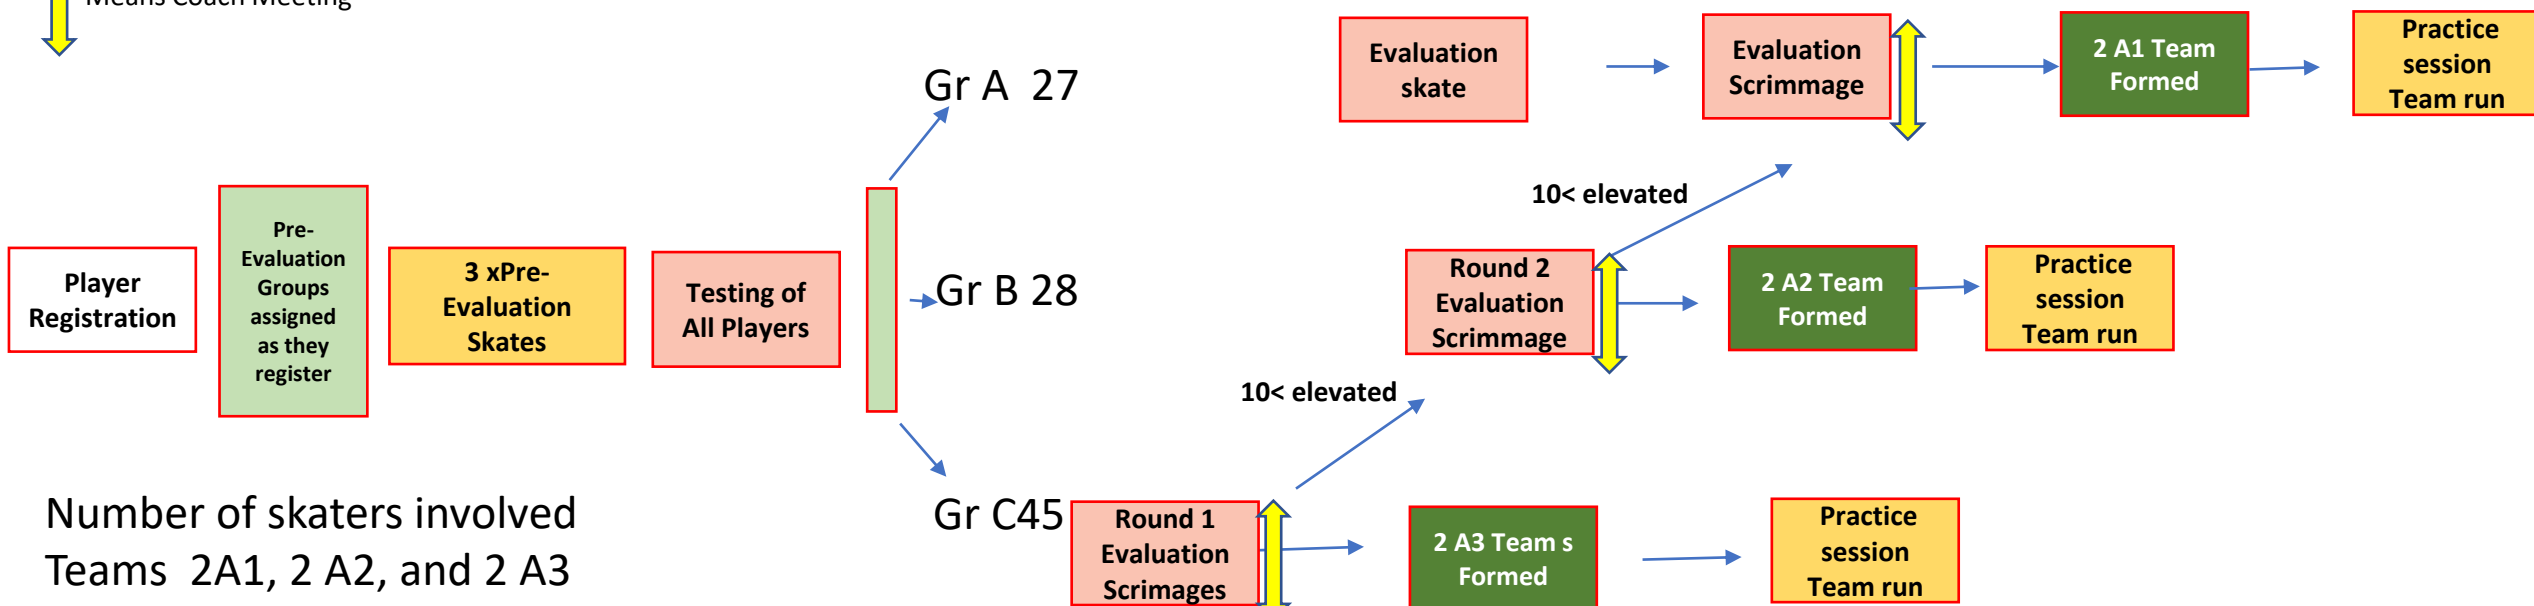 Means Coach Meeting
Evaluation
skate
Evaluation
Scrimmage
2 A1 Team
Formed
Practice
session
Team run
Gr A 27
10< elevated
Player
Registration
Pre-
Evaluation
Groups
assigned
as they
register
3 xPre-
Evaluation
Skates
Testing of
All Players
Gr B 28
Round 2
Evaluation
Scrimmage
2 A2 Team
Formed
Practice
session
Team run
10< elevated
Gr C45
Round 1
Evaluation
Scrimages
2 A3 Team s
Formed
Practice
session
Team run
Number of skaters involved
Teams 2A1, 2 A2, and 2 A3